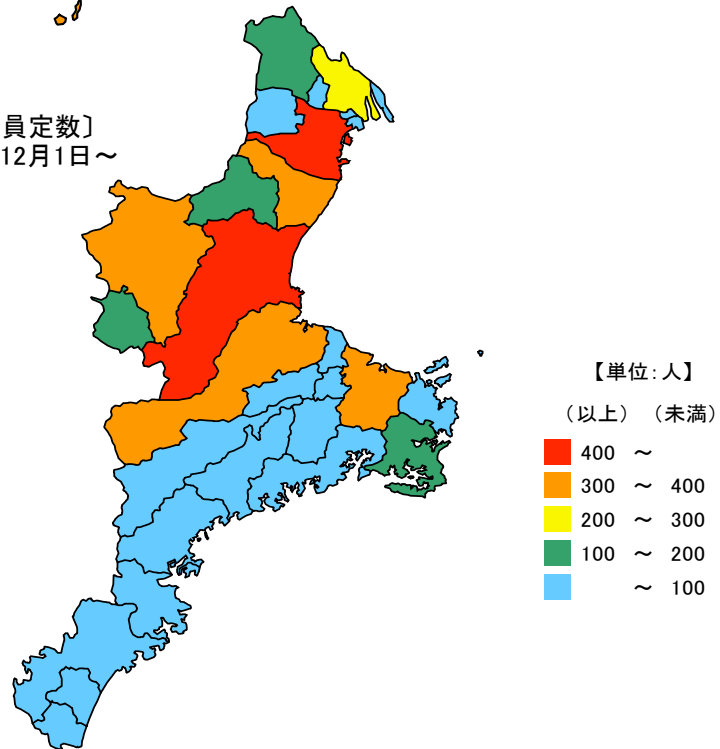 員定数〕
12月1日～
【単位：人】
（以上）（未満）
400 ～
300 ～ 400
200 ～ 300
100 ～ 200
～ 100